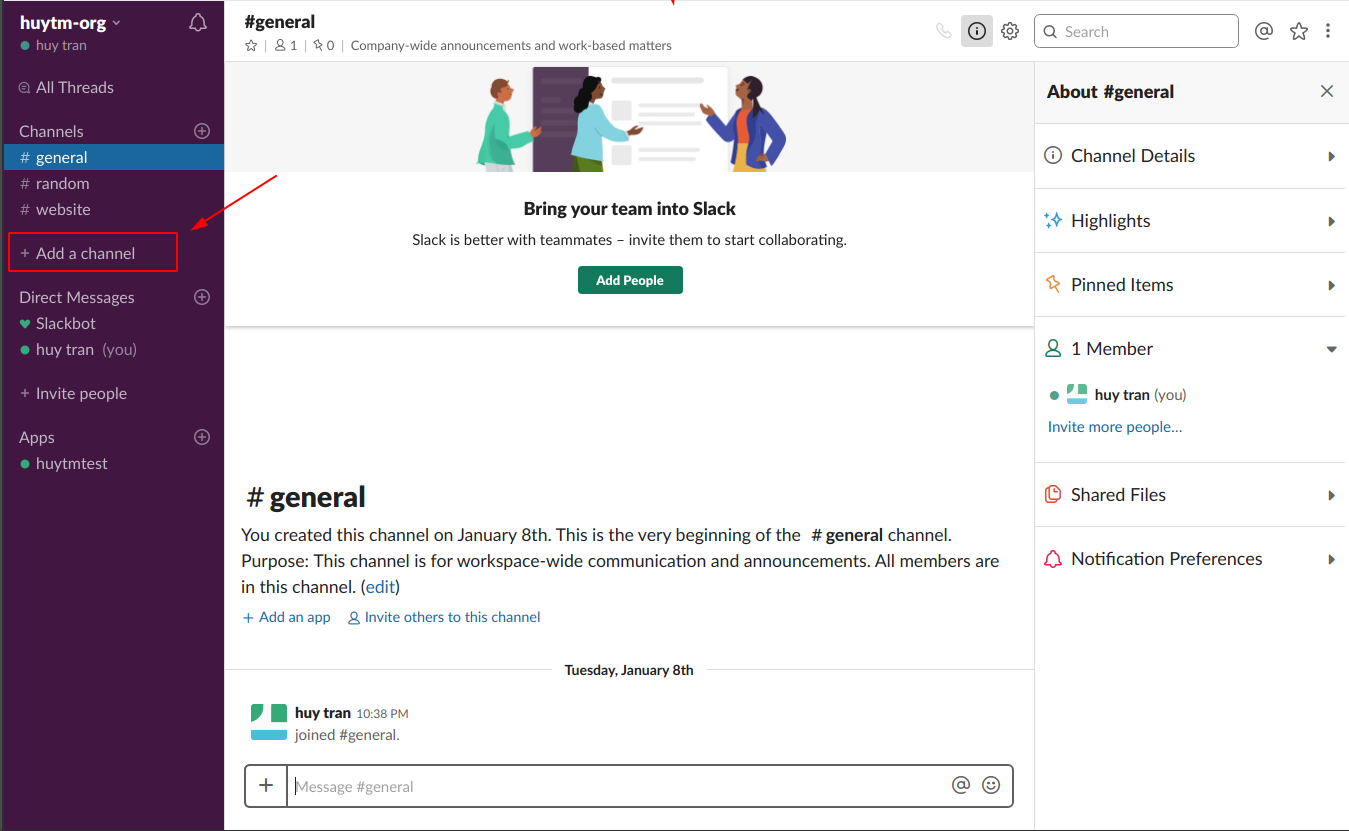 huytm-org
huy tran
All Threads
Channels
# general
# random
# website
+ Add a channel
Direct Messages
Slackbot
huy tran (you)
+ Invite people
Apps
huytmtest
#general
1 | 0 | Company-wide announcements and work-based matters
Search
Bring your team into Slack
Slack is better with teammates – invite them to start collaborating.
Add People
# general
You created this channel on January 8th. This is the very beginning of the # general channel.
Purpose: This channel is for workspace-wide communication and announcements. All members are
in this channel. (edit)
+ Add an app Invite others to this channel
Tuesday, January 8th
huy tran 10:38 PM
joined #general.
Message #general
About #general
Channel Details
Highlights
Pinned Items
1 Member
huy tran (you)
Invite more people...
Shared Files
Notification Preferences